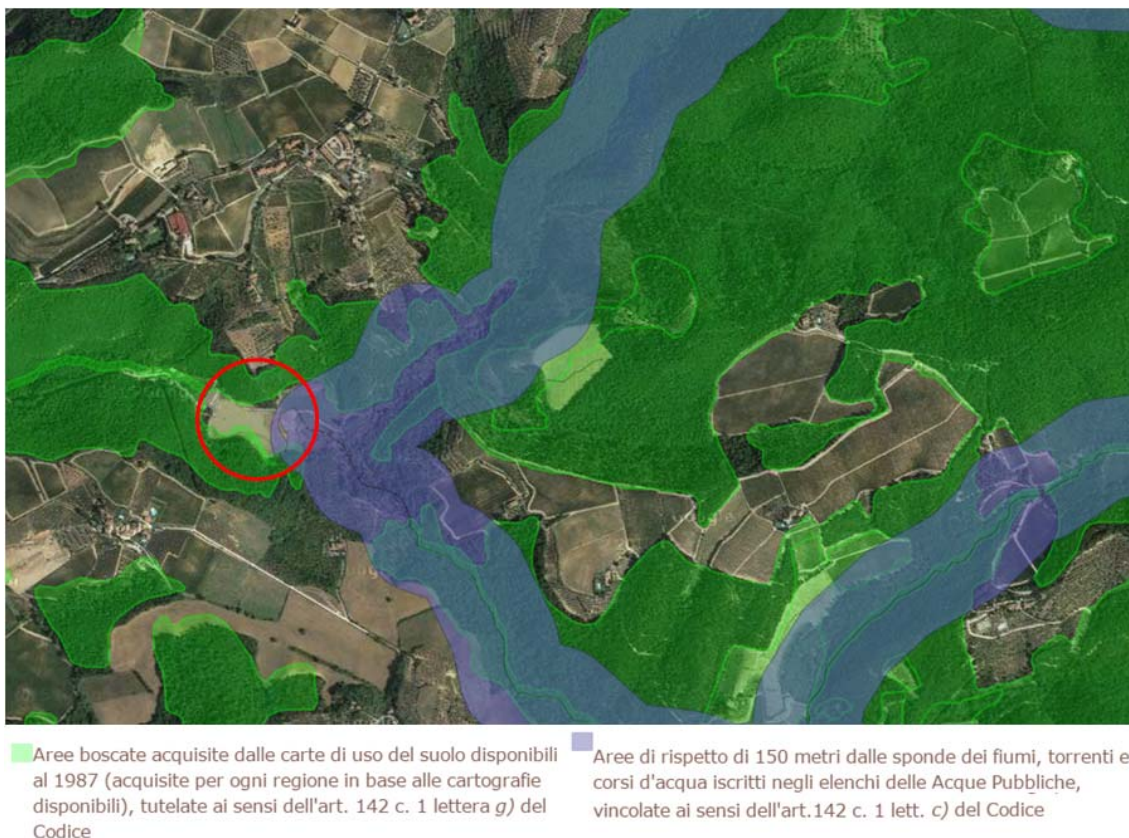 Aree boscate acquisite dalle carte di uso del suolo disponibili
al 1987 (acquisite per ogni regione in base alle cartografie
disponibili), tutelate ai sensi dell'art. 142 c. 1 lettera g) del
Codice
Aree di rispetto di 150 metri dalle sponde dei fiumi, torrenti e
corsi d'acqua iscritti negli elenchi delle Acque Pubbliche,
vincolate ai sensi dell'art.142 c. 1 lett. c) del Codice